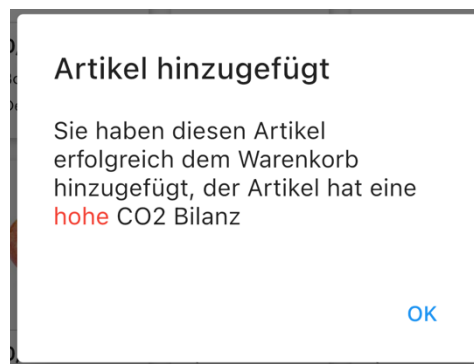 Artikel hinzugefügt
Sie haben diesen Artikel
erfolgreich dem Warenkorb
hinzugefügt, der Artikel hat eine
hohe CO2 Bilanz
OK